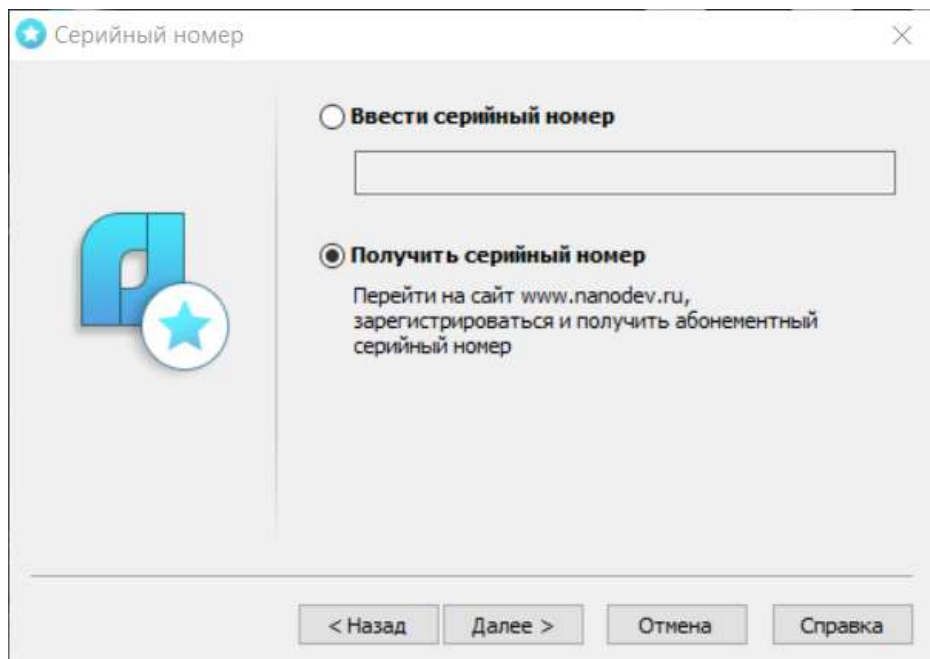 Серийный номер
Ввести серийный номер
Получить серийный номер
Перейти на сайт www.nanodev.ru,
зарегистрироваться и получить абонементный
серийный номер
< Назад
Далее >
Отмена
Справка